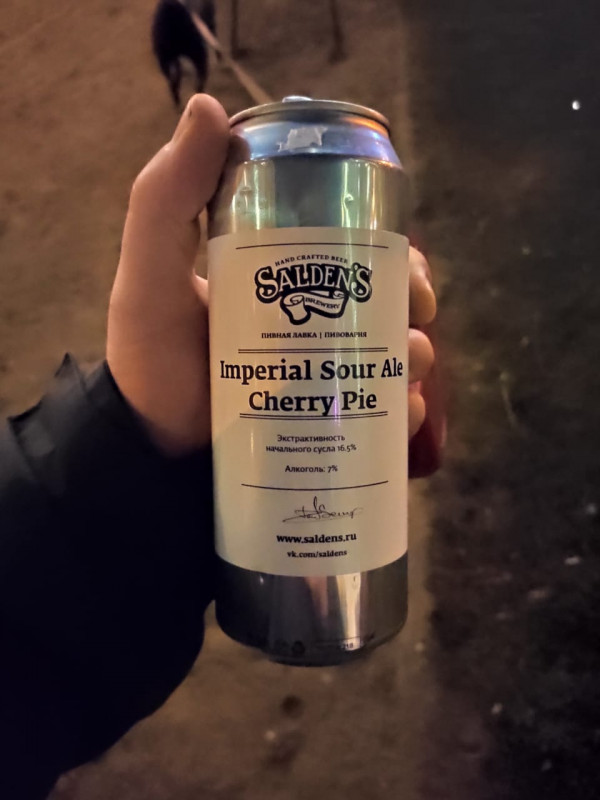 HAND CRAFTED BEER
SALDEN'S
BREWERY
ПИВНАЯ ЛАВКА | ПИВОВАРНЯ
Imperial Sour Ale
Cherry Pie
Экстрактивность
начального сусла 16.5%
Алкоголь: 7%
www.saldens.ru
vk.com/saldens